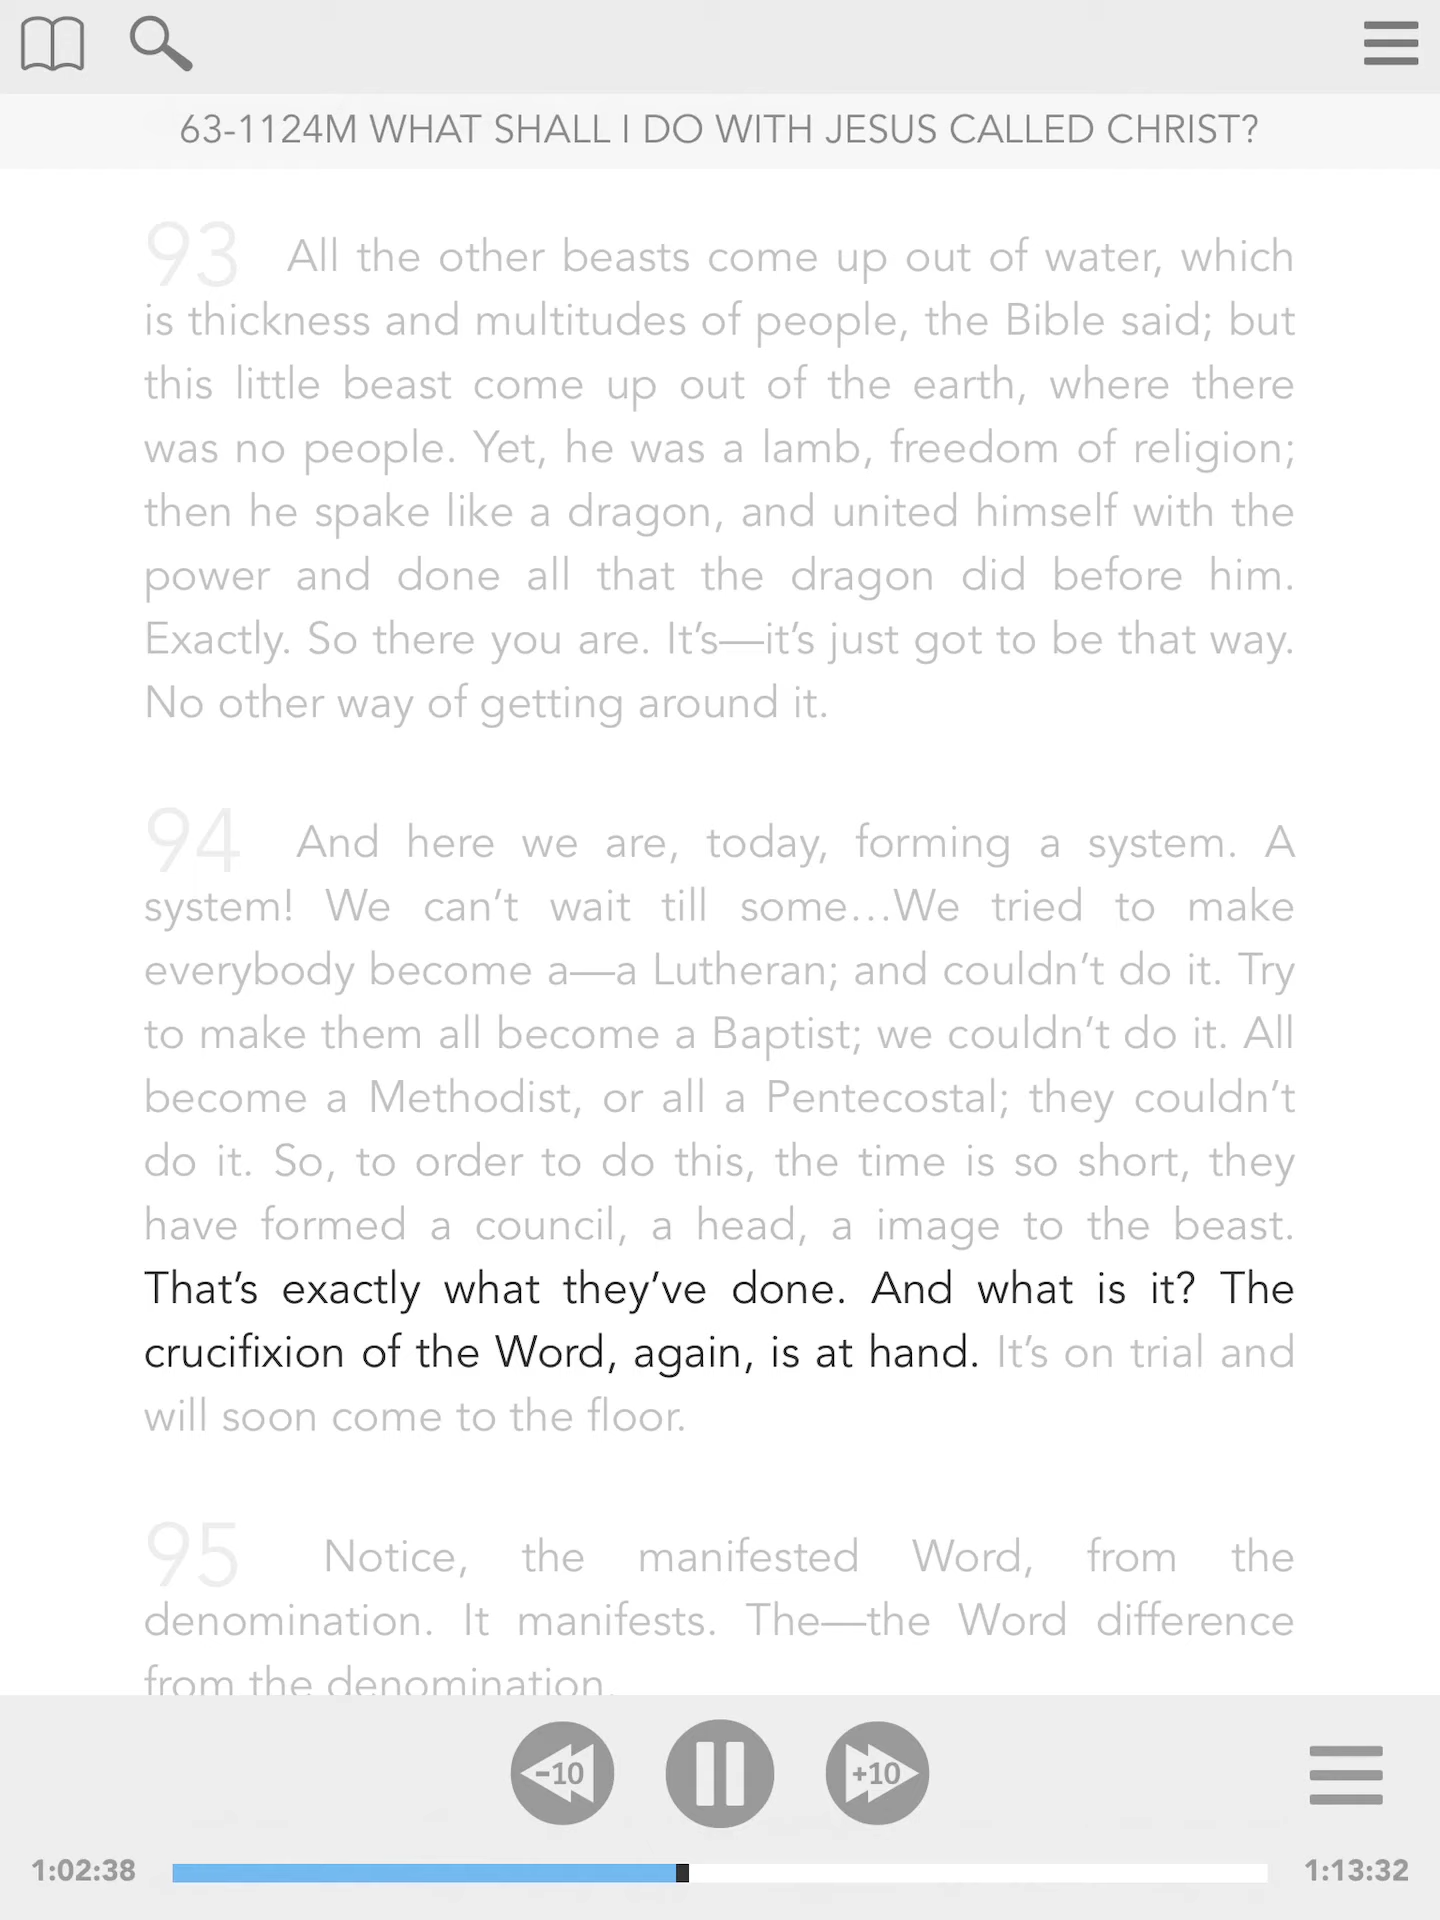 63-1124M WHAT SHALL I DO WITH JESUS CALLED CHRIST?
93 All the other beasts come up out of water, which
is thickness and multitudes of people, the Bible said; but
this little beast come up out of the earth, where there
was no people. Yet, he was a lamb, freedom of religion;
then he spake like a dragon, and united himself with the
power and done all that the dragon did before him.
Exactly. So there you are. It’s—it’s just got to be that way.
No other way of getting around it.
94 And here we are, today, forming a system. A
system! We can’t wait till some…We tried to make
everybody become a—a Lutheran; and couldn’t do it. Try
to make them all become a Baptist; we couldn’t do it. All
become a Methodist, or all a Pentecostal; they couldn’t
do it. So, to order to do this, the time is so short, they
have formed a council, a head, a image to the beast.
That’s exactly what they’ve done. And what is it? The
crucifixion of the Word, again, is at hand. It’s on trial and
will soon come to the floor.
95 Notice, the manifested Word, from the
denomination. It manifests. The—the Word difference
from the denomination.
-10 +10
1:02:38 1:13:32